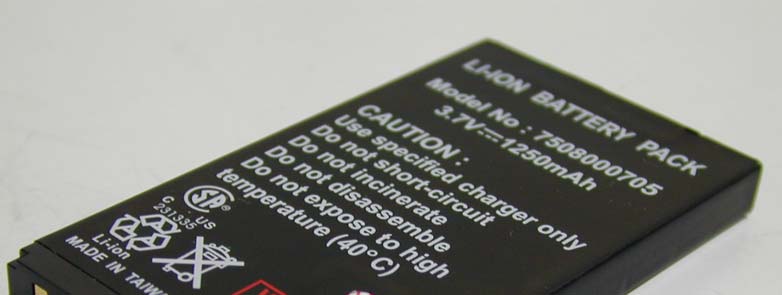 LI-ION BATTERY PACK
Model No : 7508000705
3.7V⎓1250mAh
CAUTION :
Use specified charger only
Do not short-circuit
Do not incinerate
Do not disassemble
Do not expose to high
temperature (40°C)
C US
231335
Li-ion
MADE IN TAIWAN